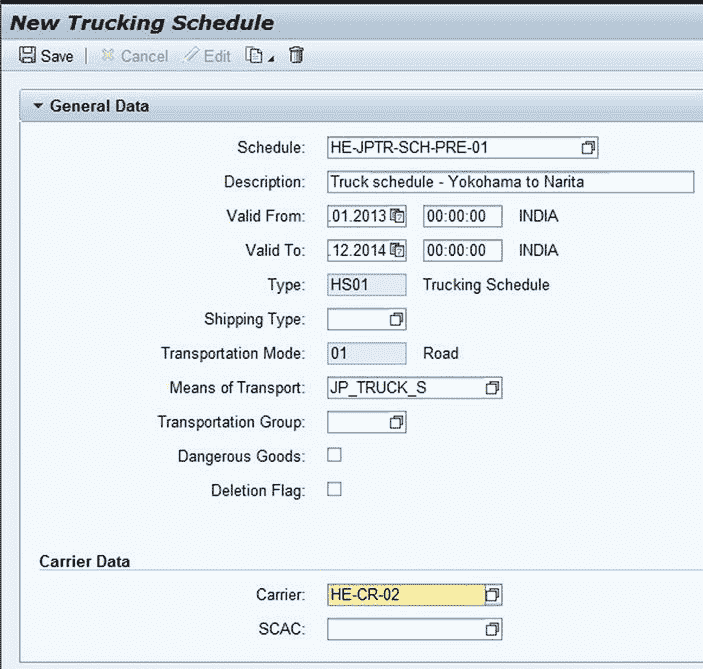 New Trucking Schedule
Save | Cancel Edit
General Data
Schedule: HE-JPTR-SCH-PRE-01
Description: Truck schedule - Yokohama to Narita
Valid From: .01.2013 00:00:00 INDIA
Valid To: .12.2014 00:00:00 INDIA
Type: HS01 Trucking Schedule
Shipping Type:
Transportation Mode: 01 Road
Means of Transport: JP_TRUCK_S
Transportation Group:
Dangerous Goods:
Deletion Flag:
Carrier Data
Carrier: HE-CR-02
SCAC: